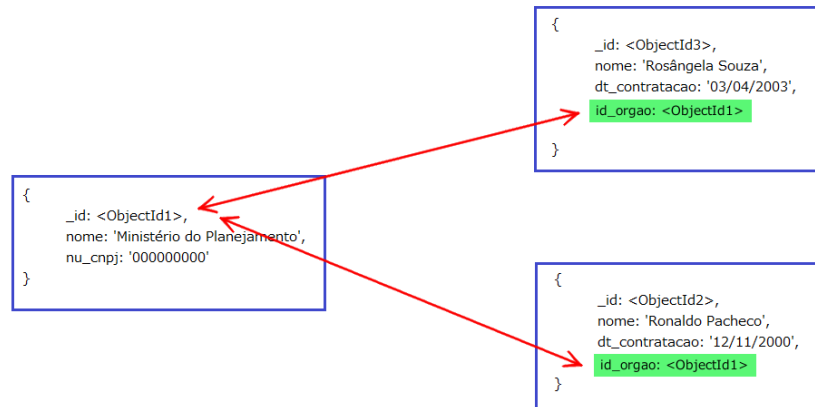 {
_id: <ObjectId1>,
nome: 'Ministério do Planejamento',
nu_cnpj: '000000000'
}
{
_id: <ObjectId3>,
nome: 'Rosângela Souza',
dt_contratacao: '03/04/2003',
id_orgao: <ObjectId1>
}
{
_id: <ObjectId2>,
nome: 'Ronaldo Pacheco',
dt_contratacao: '12/11/2000',
id_orgao: <ObjectId1>
}